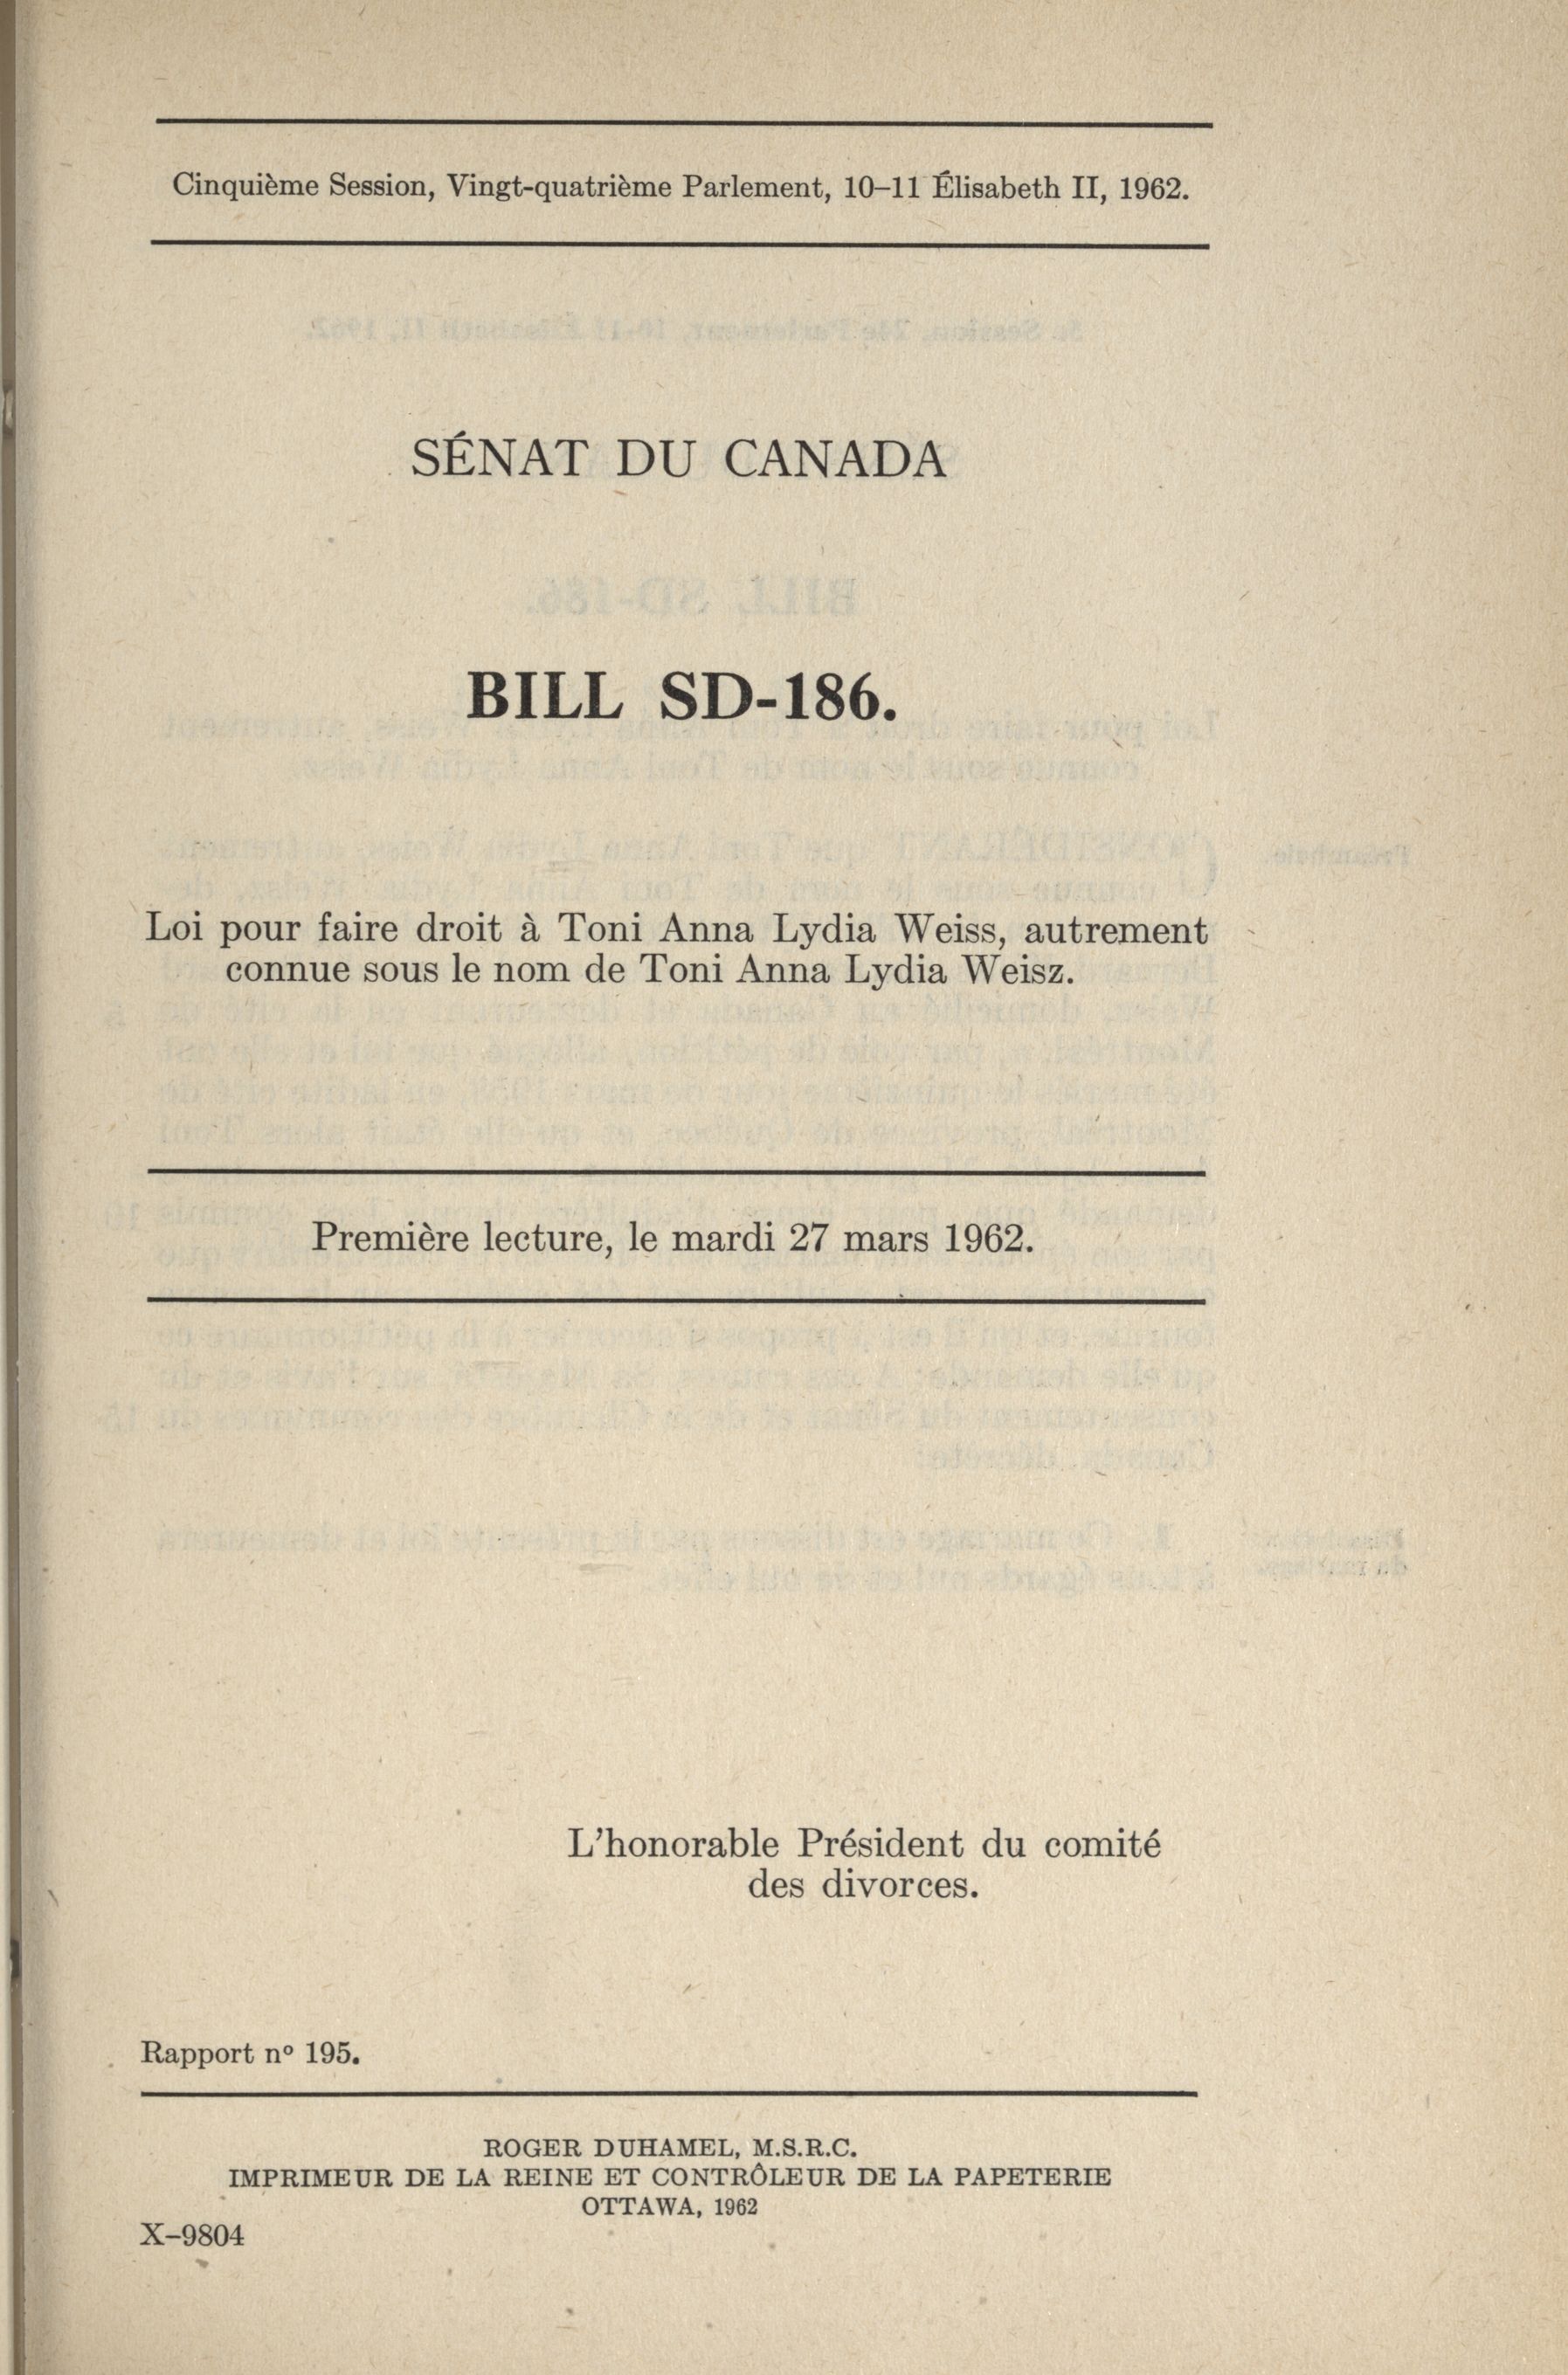 Cinquième Session, Vingt-quatrième Parlement, 10–11 Élisabeth II, 1962.
SÉNAT DU CANADA
BILL SD-186.
Loi pour faire droit à Toni Anna Lydia Weiss, autrement
connue sous le nom de Toni Anna Lydia Weisz.
Première lecture, le mardi 27 mars 1962.
L'honorable Président du comité
des divorces.
Rapport nº 195.
ROGER DUHAMEL, M.S.R.C.
IMPRIMEUR DE LA REINE ET CONTRÔLEUR DE LA PAPETERIE
OTTAWA, 1962
X–9804